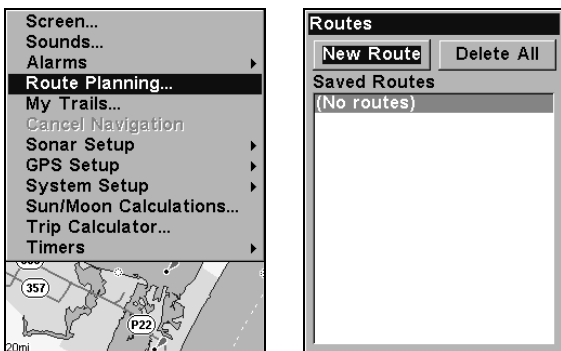 Screen...
Sounds...
Alarms
Route Planning...
My Trails...
Cancel Navigation
Sonar Setup
GPS Setup
System Setup
Sun/Moon Calculations...
Trip Calculator...
Timers
357
P22
20mi
Routes
New Route Delete All
Saved Routes
(No routes)